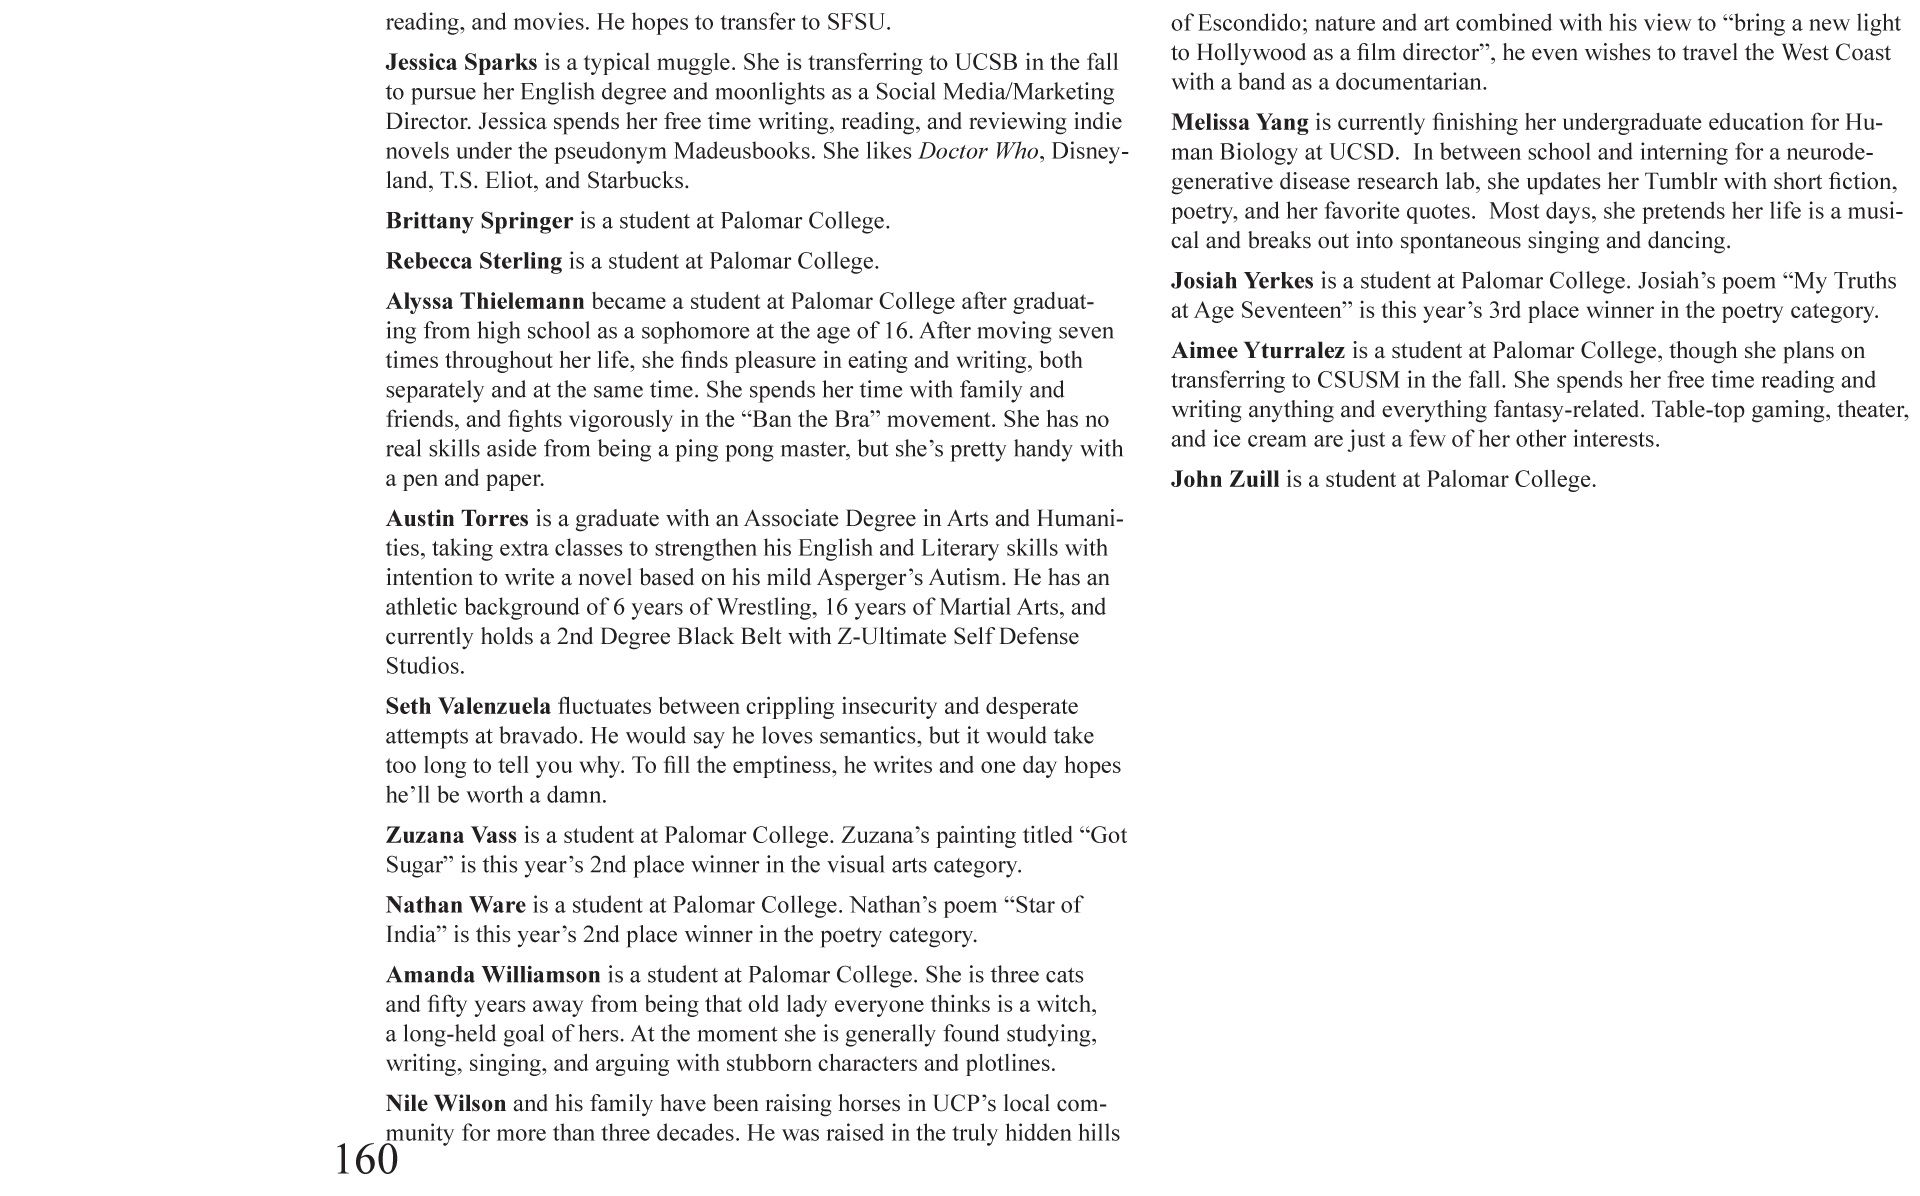 reading, and movies. He hopes to transfer to SFSU.
Jessica Sparks is a typical muggle. She is transferring to UCSB in the fall
to pursue her English degree and moonlights as a Social Media/Marketing
Director. Jessica spends her free time writing, reading, and reviewing indie
novels under the pseudonym Madeusbooks. She likes Doctor Who, Disney-
land, T.S. Eliot, and Starbucks.
Brittany Springer is a student at Palomar College.
Rebecca Sterling is a student at Palomar College.
Alyssa Thielemann became a student at Palomar College after graduat-
ing from high school as a sophomore at the age of 16. After moving seven
times throughout her life, she finds pleasure in eating and writing, both
separately and at the same time. She spends her time with family and
friends, and fights vigorously in the “Ban the Bra” movement. She has no
real skills aside from being a ping pong master, but she’s pretty handy with
a pen and paper.
Austin Torres is a graduate with an Associate Degree in Arts and Humani-
ties, taking extra classes to strengthen his English and Literary skills with
intention to write a novel based on his mild Asperger’s Autism. He has an
athletic background of 6 years of Wrestling, 16 years of Martial Arts, and
currently holds a 2nd Degree Black Belt with Z-Ultimate Self Defense
Studios.
Seth Valenzuela fluctuates between crippling insecurity and desperate
attempts at bravado. He would say he loves semantics, but it would take
too long to tell you why. To fill the emptiness, he writes and one day hopes
he’ll be worth a damn.
Zuzana Vass is a student at Palomar College. Zuzana’s painting titled “Got
Sugar” is this year’s 2nd place winner in the visual arts category.
Nathan Ware is a student at Palomar College. Nathan’s poem “Star of
India” is this year’s 2nd place winner in the poetry category.
Amanda Williamson is a student at Palomar College. She is three cats
and fifty years away from being that old lady everyone thinks is a witch,
a long-held goal of hers. At the moment she is generally found studying,
writing, singing, and arguing with stubborn characters and plotlines.
Nile Wilson and his family have been raising horses in UCP’s local com-
munity for more than three decades. He was raised in the truly hidden hills
160
of Escondido; nature and art combined with his view to “bring a new light
to Hollywood as a film director”, he even wishes to travel the West Coast
with a band as a documentarian.
Melissa Yang is currently finishing her undergraduate education for Hu-
man Biology at UCSD.  In between school and interning for a neurode-
generative disease research lab, she updates her Tumblr with short fiction,
poetry, and her favorite quotes.  Most days, she pretends her life is a musi-
cal and breaks out into spontaneous singing and dancing.
Josiah Yerkes is a student at Palomar College. Josiah’s poem “My Truths
at Age Seventeen” is this year’s 3rd place winner in the poetry category.
Aimee Yturralez is a student at Palomar College, though she plans on
transferring to CSUSM in the fall. She spends her free time reading and
writing anything and everything fantasy-related. Table-top gaming, theater,
and ice cream are just a few of her other interests.
John Zuill is a student at Palomar College.